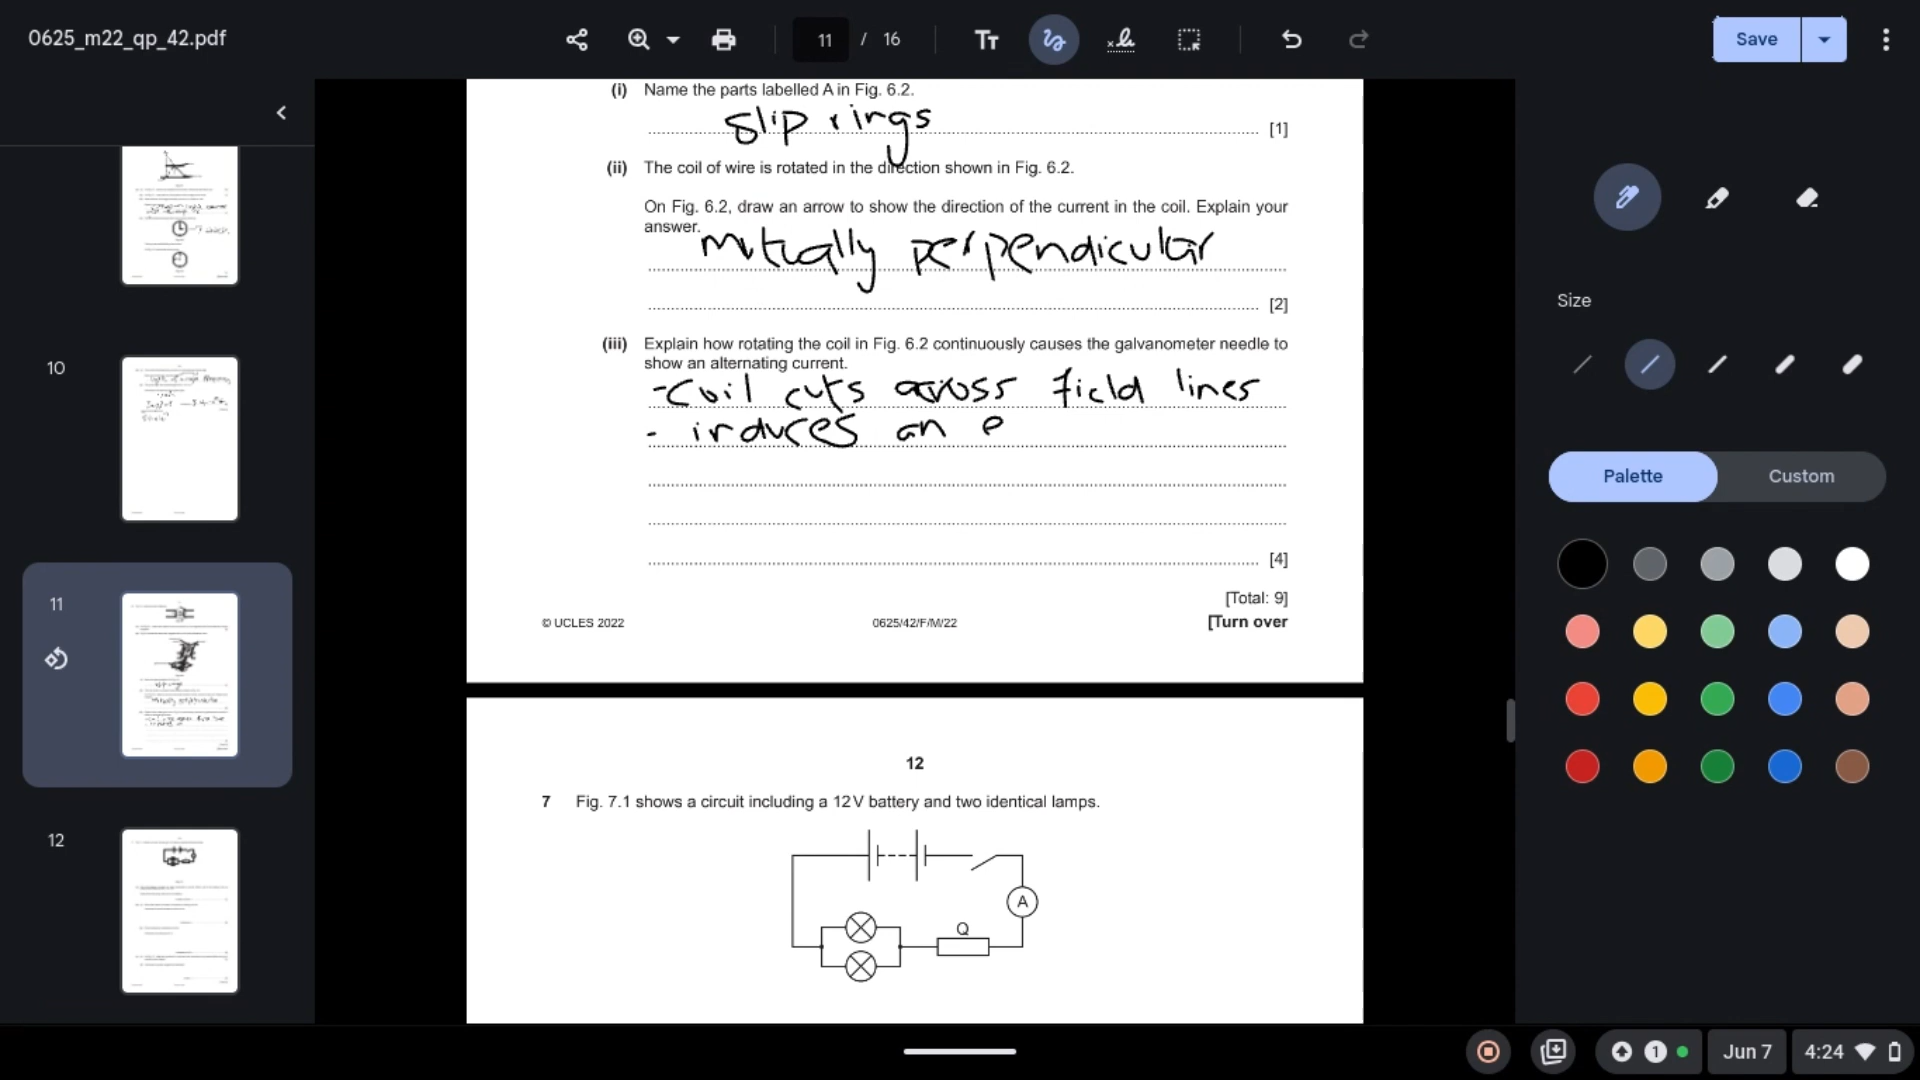 0625_m22_qp_42.pdf
11 / 16
Tт
Save
(i) Name the parts labelled A in Fig. 6.2.
slip rings
[1]
(ii) The coil of wire is rotated in the direction shown in Fig. 6.2.
On Fig. 6.2, draw an arrow to show the direction of the current in the coil. Explain your
answer.
mutually perpendicular
[2]
(iii) Explain how rotating the coil in Fig. 6.2 continuously causes the galvanometer needle to
show an alternating current.
- Coil cuts across field lines
- induces an e
[4]
[Total: 9]
© UCLES 2022 0625/42/F/M/22 [Turn over
12
7 Fig. 7.1 shows a circuit including a 12 V battery and two identical lamps.
A
Q
10
11
12
Size
Palette Custom
1
Jun 7
4:24